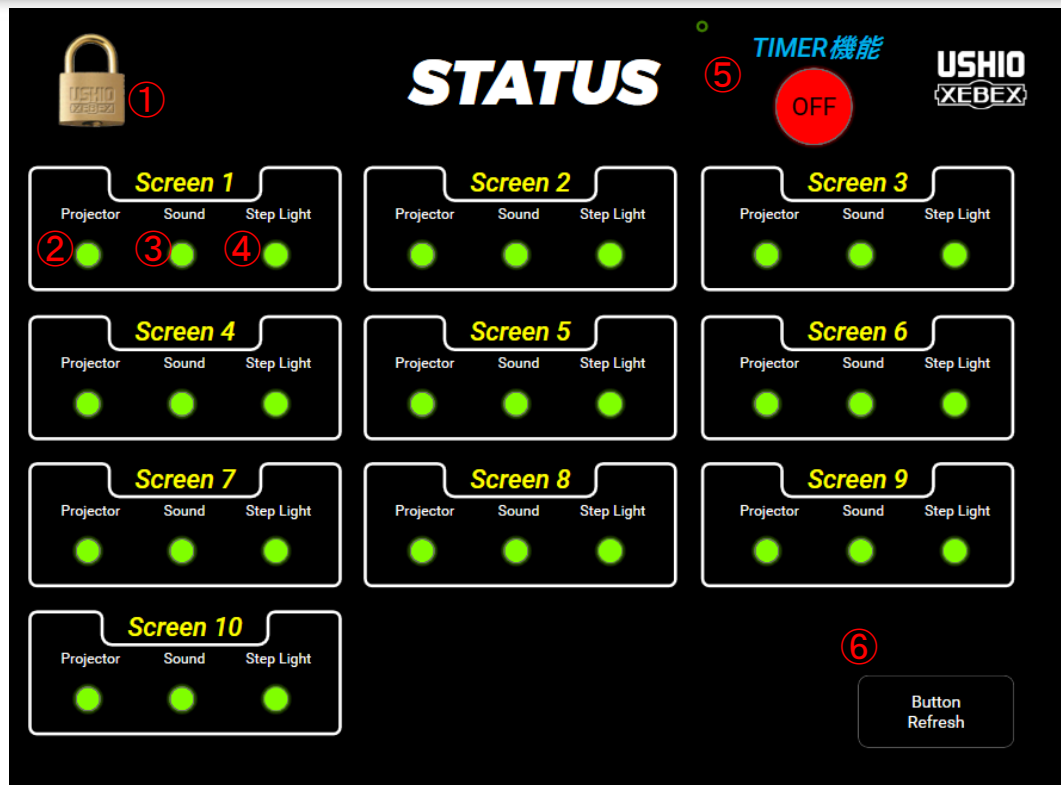 TIMER機能
STATUS
USHIO
XEBEX
USHIO
XEBEX
①
⑤
OFF
Screen 1
Projector Sound Step Light
② ③ ④
Screen 2
Projector Sound Step Light
Screen 3
Projector Sound Step Light
Screen 4
Projector Sound Step Light
Screen 5
Projector Sound Step Light
Screen 6
Projector Sound Step Light
Screen 7
Projector Sound Step Light
Screen 8
Projector Sound Step Light
Screen 9
Projector Sound Step Light
Screen 10
Projector Sound Step Light
⑥
Button
Refresh